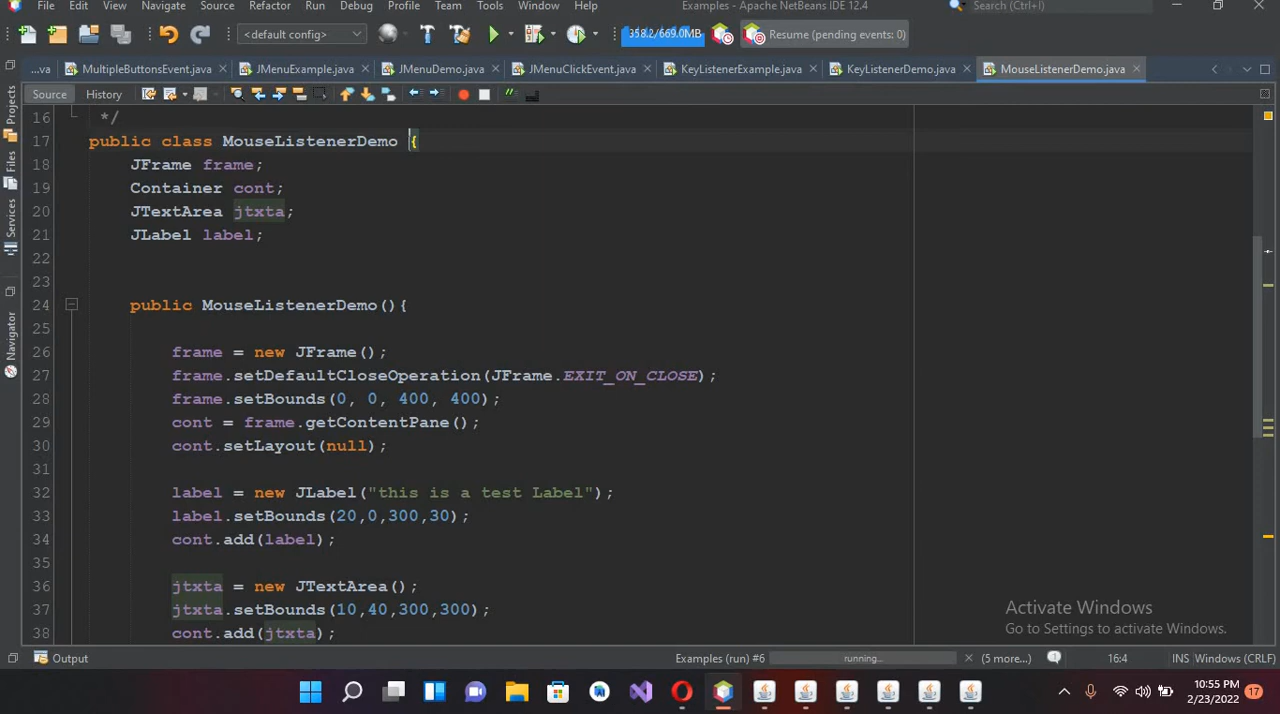 File Edit View Navigate Source Refactor Run Debug Profile Team Tools Window Help Examples - Apache NetBeans IDE 12.4 Search (Ctrl+I)
<default config> 358.2/669.0MB Resume (pending events: 0)
...va MultipleButtonsEvent.java JMenuExample.java JMenuDemo.java JMenuClickEvent.java KeyListenerExample.java KeyListenerDemo.java MouseListenerDemo.java
Source History
Projects
Files
Services
Navigator
16 */
17 public class MouseListenerDemo {
18 JFrame frame;
19 Container cont;
20 JTextArea jtxta;
21 JLabel label;
22
23
24 public MouseListenerDemo(){
25
26 frame = new JFrame();
27 frame.setDefaultCloseOperation(JFrame.EXIT_ON_CLOSE);
28 frame.setBounds(0, 0, 400, 400);
29 cont = frame.getContentPane();
30 cont.setLayout(null);
31
32 label = new JLabel("this is a test Label");
33 label.setBounds(20,0,300,30);
34 cont.add(label);
35
36 jtxta = new JTextArea();
37 jtxta.setBounds(10,40,300,300);
38 cont.add(jtxta);
Activate Windows
Go to Settings to activate Windows.
Output Examples (run) #6 running... (5 more...) 16:4 INS Windows (CRLF)
10:55 PM
2/23/2022
17